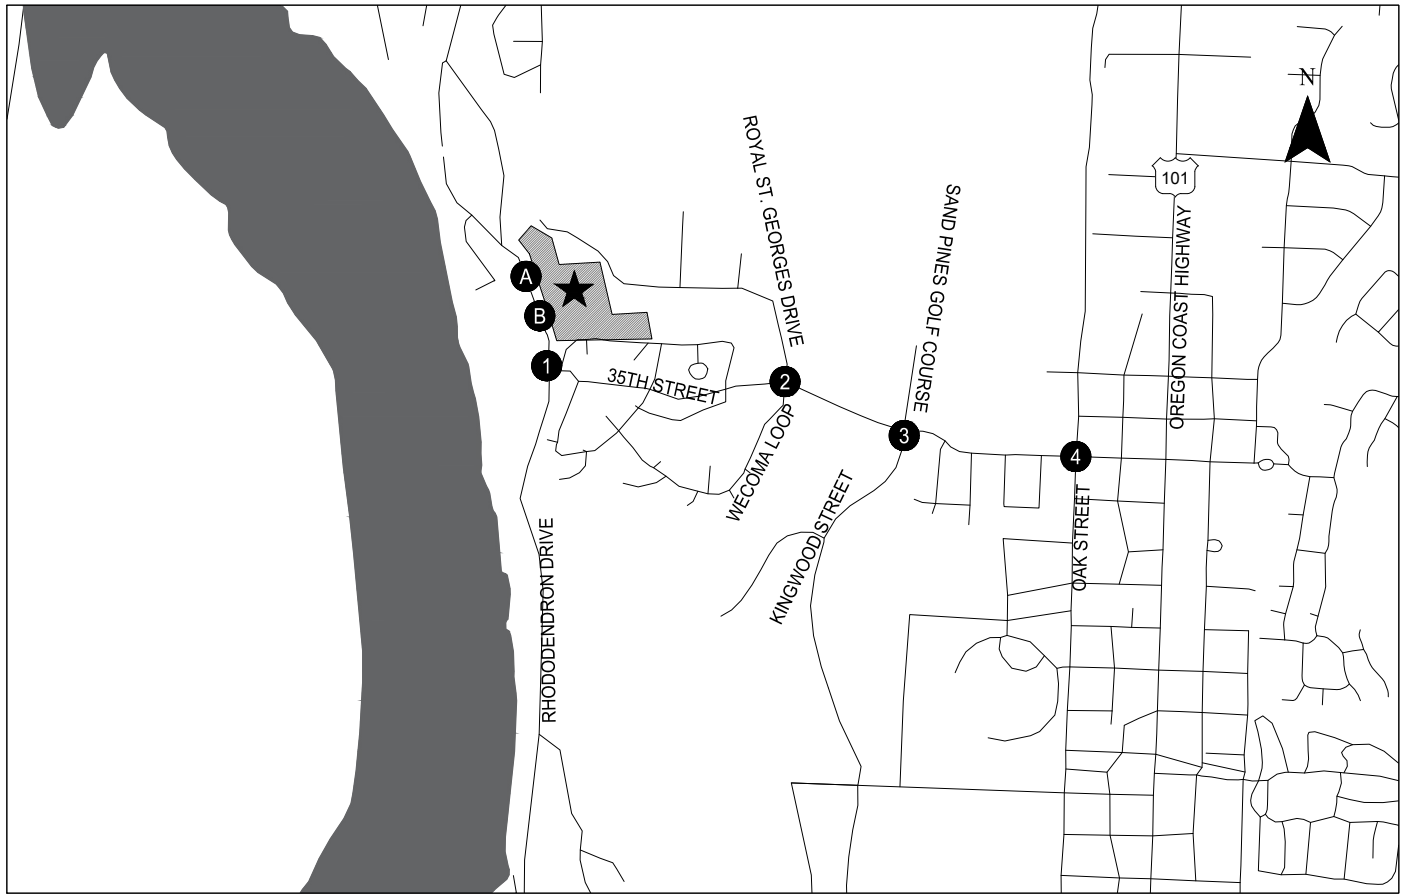 N
101
ROYAL ST. GEORGES DRIVE
SAND PINES GOLF COURSE
OREGON COAST HIGHWAY
A
B
1
35TH STREET
2
3
4
WECOMA LOOP
KINGWOOD STREET
OAK STREET
RHODODENDRON DRIVE